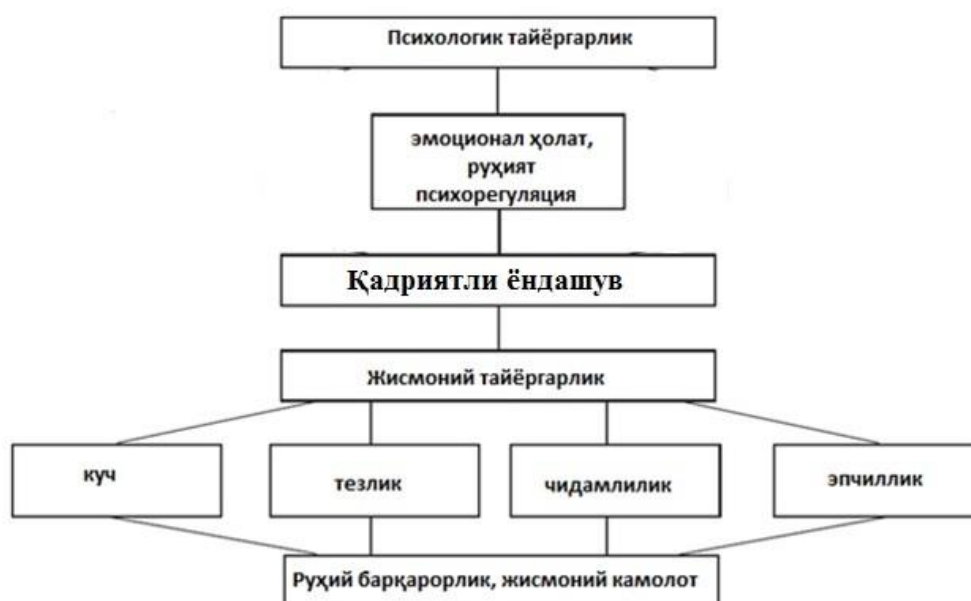 Психологик тайёргарлик
эмоционал ҳолат,
руҳият
психорегуляция
Қадриятли ёндашув
Жисмоний тайёргарлик
куч
тезлик
чидамлилик
эпчиллик
Руҳий барқарорлик, жисмоний камолот